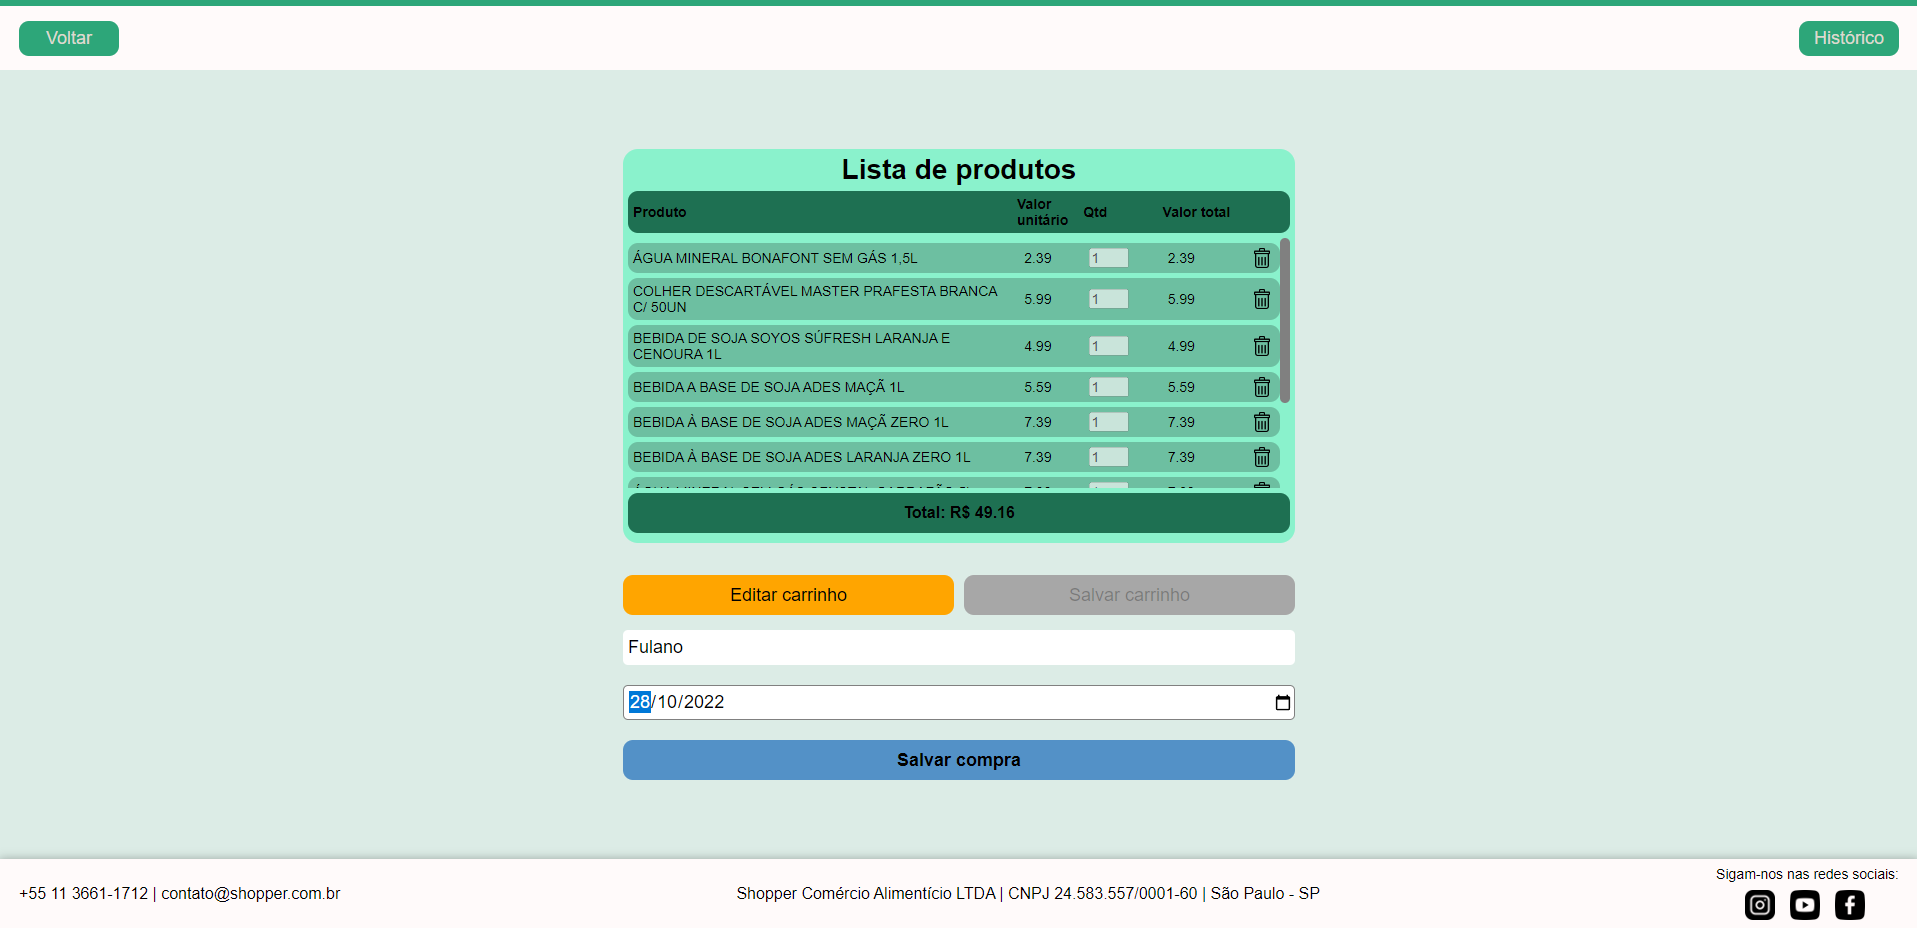 Voltar
Histórico
Lista de produtos
Produto
Valor unitário
Qtd
Valor total
ÁGUA MINERAL BONAFONT SEM GÁS 1,5L 2.39 1 2.39
COLHER DESCARTÁVEL MASTER PRAFESTA BRANCA
C/ 50UN 5.99 1 5.99
BEBIDA DE SOJA SOYOS SÚFRESH LARANJA E
CENOURA 1L 4.99 1 4.99
BEBIDA A BASE DE SOJA ADES MAÇÃ 1L 5.59 1 5.59
BEBIDA À BASE DE SOJA ADES MAÇÃ ZERO 1L 7.39 1 7.39
BEBIDA À BASE DE SOJA ADES LARANJA ZERO 1L 7.39 1 7.39
Total: R$ 49.16
Editar carrinho
Salvar carrinho
Fulano
28/10/2022
Salvar compra
+55 11 3661-1712 | contato@shopper.com.br
Shopper Comércio Alimentício LTDA | CNPJ 24.583.557/0001-60 | São Paulo - SP
Sigam-nos nas redes sociais: